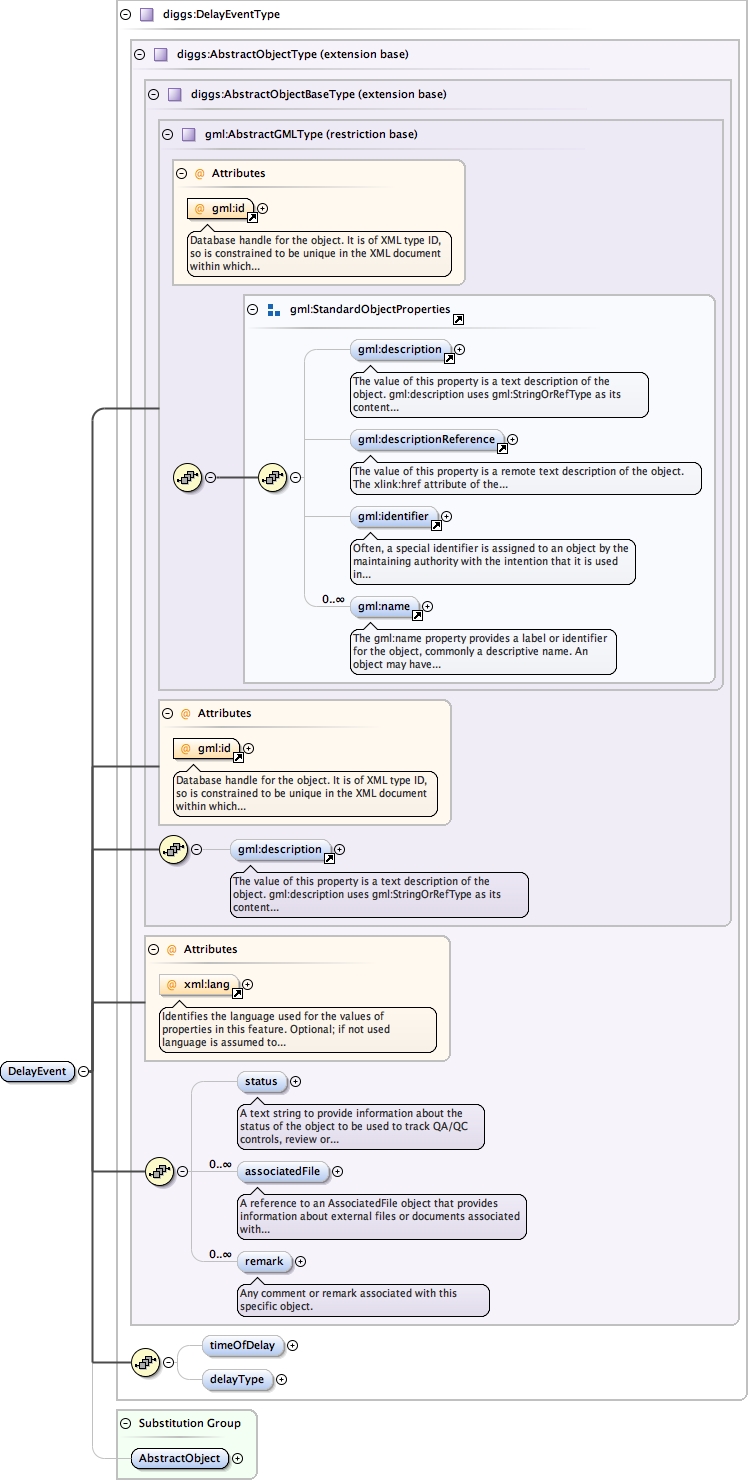 diggs:DelayEventType
diggs:AbstractObjectType (extension base)
diggs:AbstractObjectBaseType (extension base)
gml:AbstractGMLType (restriction base)
@ Attributes
@ gml:id
Database handle for the object. It is of XML type ID,
so is constrained to be unique in the XML document
within which...
gml:StandardObjectProperties
gml:description
The value of this property is a text description of the
object. gml:description uses gml:StringOrRefType as its
content...
gml:descriptionReference
The value of this property is a remote text description of the object.
The xlink:href attribute of the...
gml:identifier
Often, a special identifier is assigned to an object by the
maintaining authority with the intention that it is used
in...
0..∞
gml:name
The gml:name property provides a label or identifier
for the object, commonly a descriptive name. An
object may have...
@ Attributes
@ gml:id
Database handle for the object. It is of XML type ID,
so is constrained to be unique in the XML document
within which...
gml:description
The value of this property is a text description of the
object. gml:description uses gml:StringOrRefType as its
content...
@ Attributes
@ xml:lang
Identifies the language used for the values of
properties in this feature. Optional; if not used
language is assumed to...
DelayEvent
status
A text string to provide information about the
status of the object to be used to track QA/QC
controls, review or...
0..∞
associatedFile
A reference to an AssociatedFile object that provides
information about external files or documents associated
with...
0..∞
remark
Any comment or remark associated with this
specific object.
timeOfDelay
delayType
Substitution Group
AbstractObject